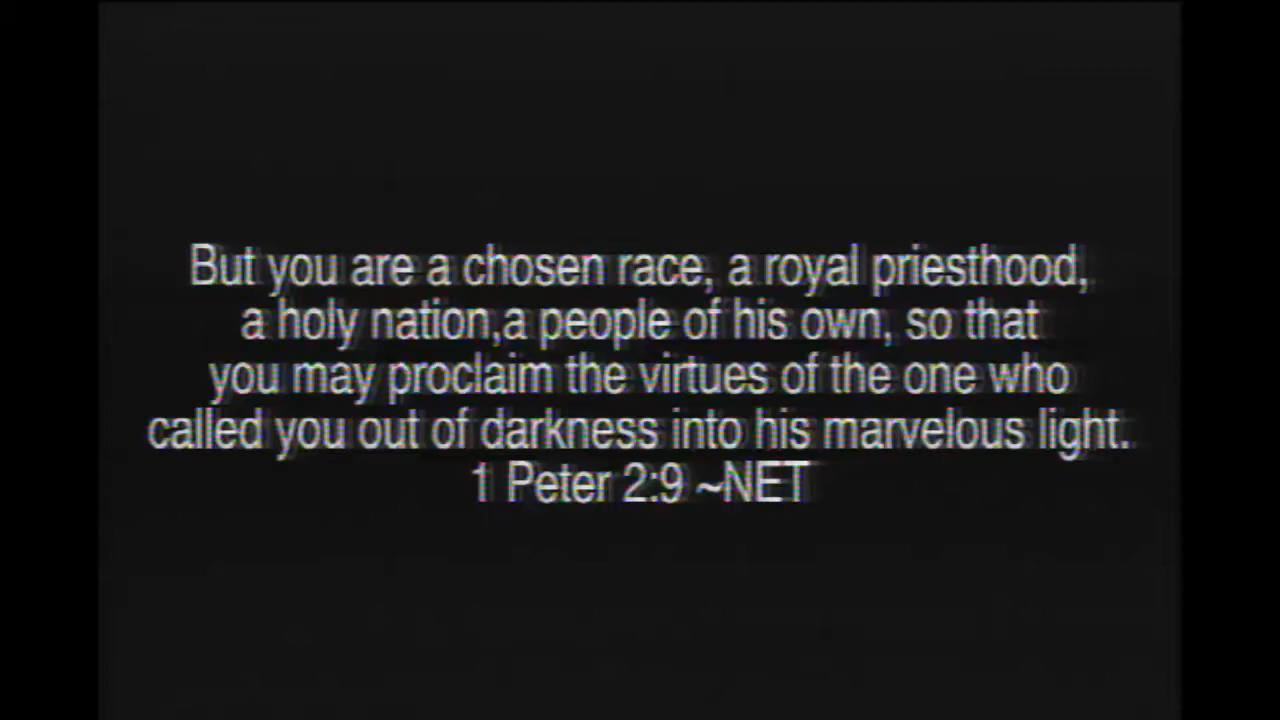 But you are a chosen race, a royal priesthood,
a holy nation,a people of his own, so that
you may proclaim the virtues of the one who
called you out of darkness into his marvelous light.
1 Peter 2:9 ~NET